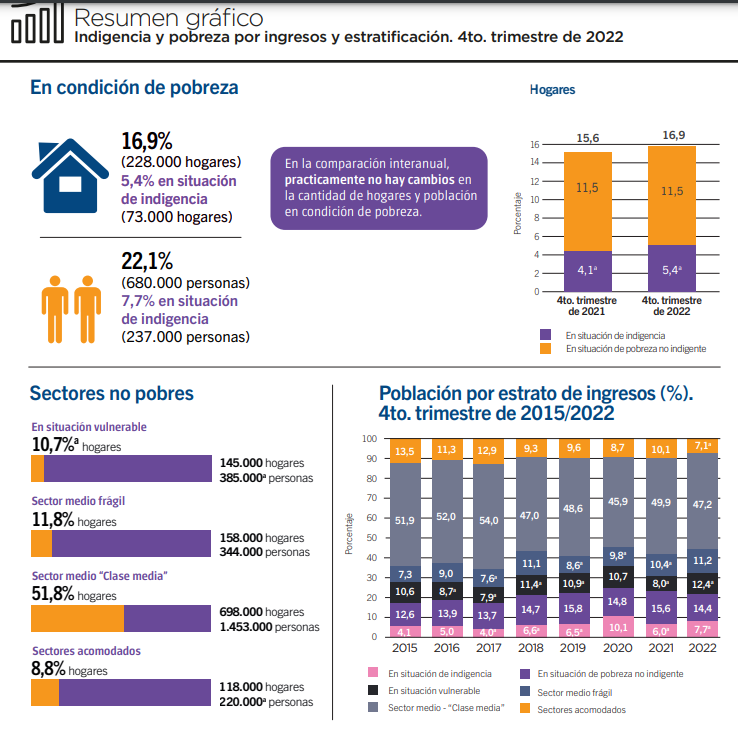 Resumen gráfico
Indigencia y pobreza por ingresos y estratificación. 4to. trimestre de 2022
En condición de pobreza
16,9%
(228.000 hogares)
5,4% en situación
de indigencia
(73.000 hogares)
22,1%
(680.000 personas)
7,7% en situación
de indigencia
(237.000 personas)
En la comparación interanual,
practicamente no hay cambios en
la cantidad de hogares y población
en condición de pobreza.
Hogares
Porcentaje
16
14
12
10
8
6
4
2
0
15,6
16,9
11,5
11,5
4,1ª
5,4ª
4to. trimestre
de 2021
4to. trimestre
de 2022
En situación de indigencia
En situación de pobreza no indigente
Sectores no pobres
En situación vulnerable
10,7%ª hogares
145.000 hogares
385.000ª personas
Sector medio frágil
11,8% hogares
158.000 hogares
344.000 personas
Sector medio “Clase media”
51,8% hogares
698.000 hogares
1.453.000 personas
Sectores acomodados
8,8% hogares
118.000 hogares
220.000ª personas
Población por estrato de ingresos (%).
4to. trimestre de 2015/2022
Porcentaje
100
90
80
70
60
50
40
30
20
10
0
13,5 11,3 12,9 9,3 9,6 8,7 10,1 7,1ª
51,9 52,0 54,0 47,0 48,6 45,9 49,9 47,2
7,3 9,0 7,6ª 11,1 8,6ª 9,8ª 10,4ª 11,2
10,6 8,7ª 7,9ª 11,4ª 10,9ª 10,7 8,0ª 12,4ª
12,6 13,9 13,7 14,7 15,8 14,8 15,6 14,4
4,1 5,0 4,0ª 6,6ª 6,5ª 10,1 6,0ª 7,7ª
2015 2016 2017 2018 2019 2020 2021 2022
En situación de indigencia
En situación de pobreza no indigente
En situación vulnerable
Sector medio frágil
Sector medio - “Clase media”
Sectores acomodados